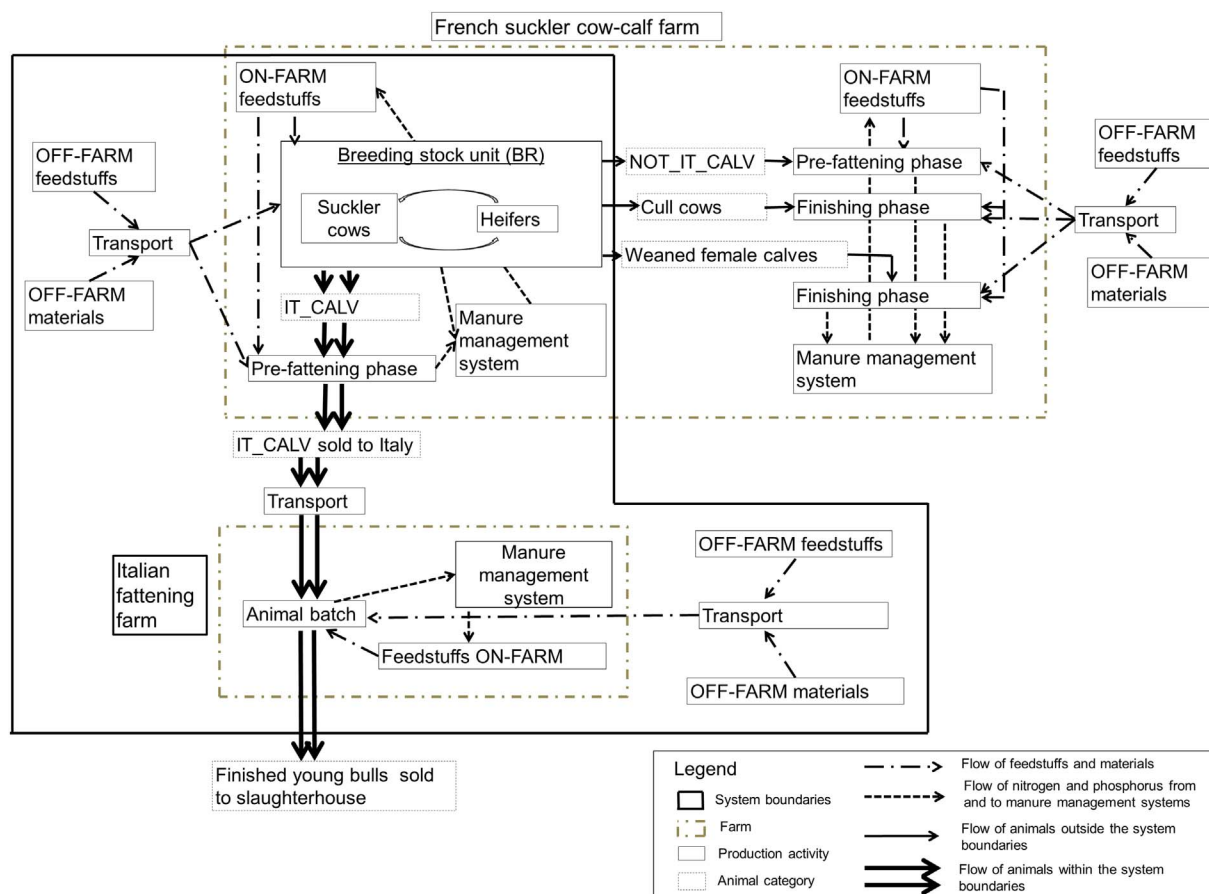 French suckler cow-calf farm
ON-FARM
feedstuffs
OFF-FARM
feedstuffs
Transport
OFF-FARM
materials
Breeding stock unit (BR)
Suckler
cows
Heifers
IT_CALV
Pre-fattening phase
Manure
management
system
NOT_IT_CALV
Cull cows
Weaned female calves
ON-FARM
feedstuffs
Pre-fattening phase
Finishing phase
Finishing phase
Manure management
system
OFF-FARM
feedstuffs
Transport
OFF-FARM
materials
IT_CALV sold to Italy
Transport
Italian
fattening
farm
Animal batch
Manure
management
system
Feedstuffs ON-FARM
OFF-FARM feedstuffs
Transport
OFF-FARM materials
Finished young bulls sold
to slaughterhouse
Legend
System boundaries
Farm
Production activity
Animal category
Flow of feedstuffs and materials
Flow of nitrogen and phosphorus from
and to manure management systems
Flow of animals outside the system
boundaries
Flow of animals within the system
boundaries